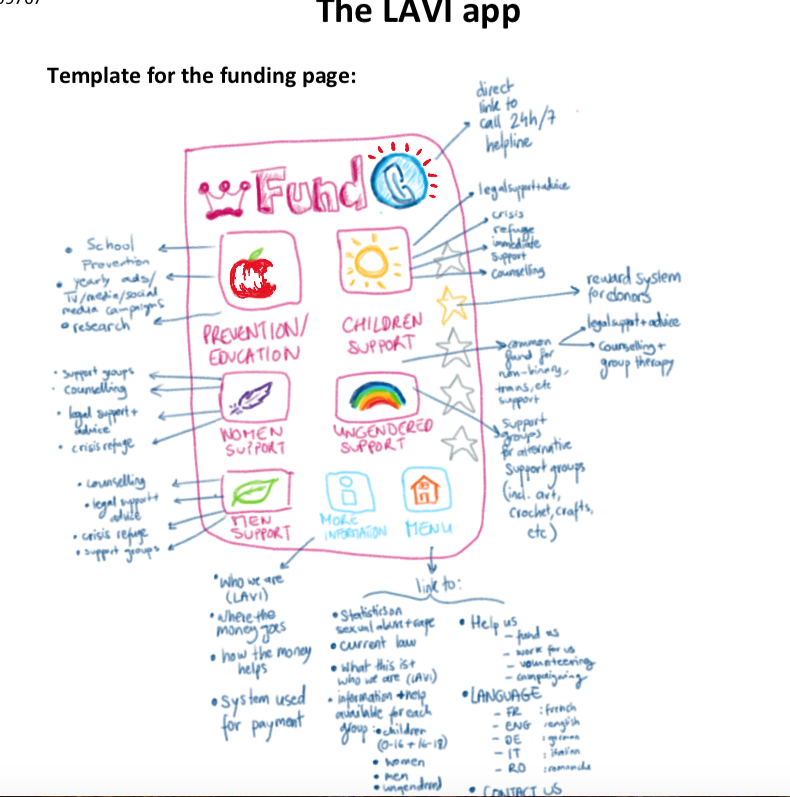 The LAVI app
Template for the funding page:
direct
link to
call 24h/7
helpline
Fund
legal support + advice
crisis
refuge
immediate
support
counselling
• School
Prevention
• yearly ads/
TV/media/social
media campaigns
• research
reward system
for donors
PREVENTION/
EDUCATION
CHILDREN
SUPPORT
common
fund for
non-binary,
trans, etc
support
legal support + advice
counselling +
group therapy
• support groups
• counselling
• legal support +
advice
• crisis refuge
WOMEN
SUPPORT
UNGENDERED
SUPPORT
support
groups
for alternative
support groups
(incl. art,
crochet, crafts,
etc)
• counselling
• legal support +
advice
• crisis refuge
• support groups
MEN
SUPPORT
MORE
INFORMATION
MENU
• Who we are
(LAVI)
• where the
money goes
• how the money
helps
• System used
for payment
link to:
• Statistics on
sexual abuse + rape
• current law
• What this is +
who we are (LAVI)
• information + help
available for each
group: • children
(0-16 + 16-18)
• women
• men
• ungendered
• Help us
- fund us
- work for us
- volunteering
- campaigning
• LANGUAGE
- FR : french
- ENG : english
- DE : german
- IT : italian
- RO : romanche
• CONTACT US